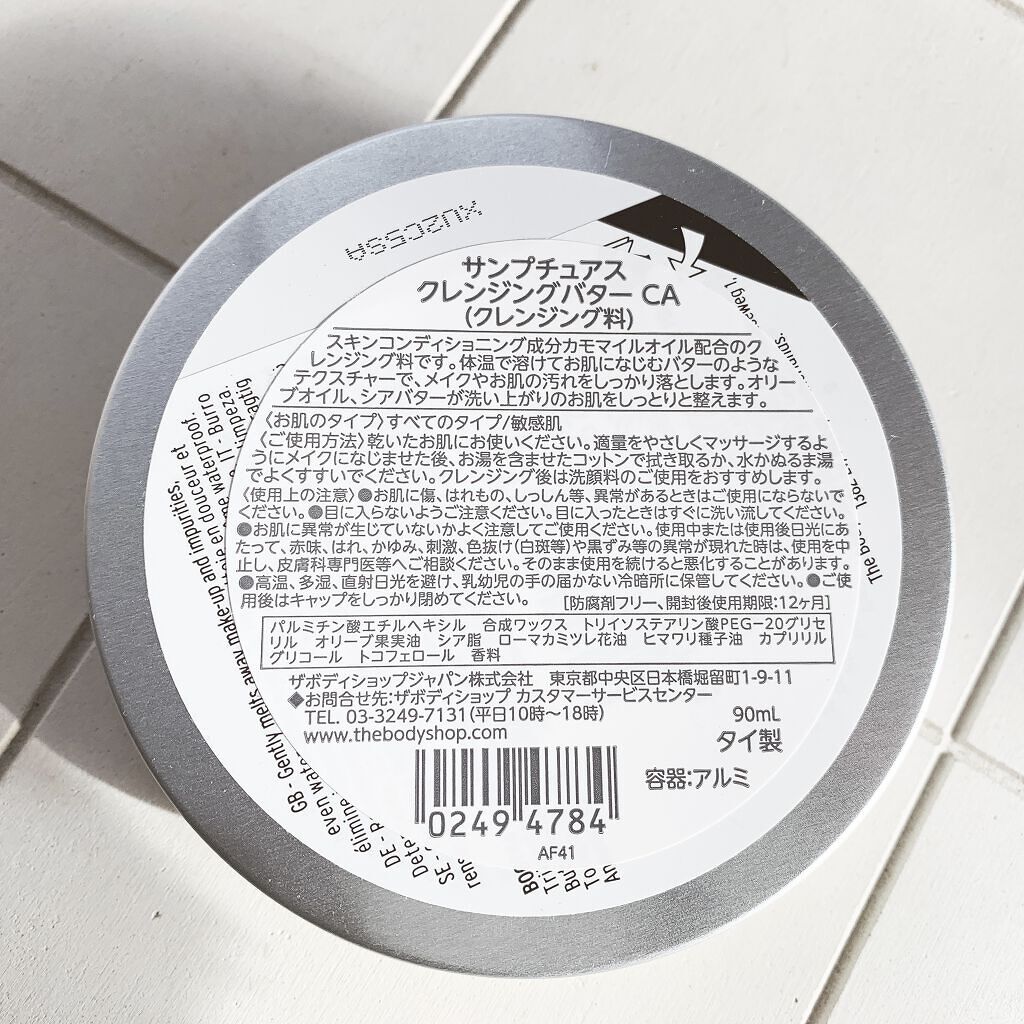 XUZC55A
サンプチュアス
クレンジングバター CA
(クレンジング料)
スキンコンディショニング成分カモマイルオイル配合のク
レンジング料です。体温で溶けてお肌になじむバターのような
テクスチャーで、メイクやお肌の汚れをしっかり落とします。オリー
ブオイル、シアバターが洗い上がりのお肌をしっとりと整えます。
〈お肌のタイプ〉すべてのタイプ/敏感肌
〈ご使用方法〉乾いたお肌にお使いください。適量をやさしくマッサージするよ
うにメイクになじませた後、お湯を含ませたコットンで拭き取るか、水かぬるま湯
でよくすすいでください。クレンジング後は洗顔料のご使用をおすすめします。
〈使用上の注意〉●お肌に傷、はれもの、しっしん等、異常があるときはご使用にならないで
ください。●目に入らないようご注意ください。目に入ったときはすぐに洗い流してください。
●お肌に異常が生じていないかよく注意してご使用ください。使用中または使用後日光にあ
たって、赤味、はれ、かゆみ、刺激、色抜け(白斑等)や黒ずみ等の異常が現れた時は、使用を中
止し、皮膚科専門医等へご相談ください。そのまま使用を続けると悪化することがあります。
●高温、多湿、直射日光を避け、乳幼児の手の届かない冷暗所に保管してください。●ご使
用後はキャップをしっかり閉めてください。 [防腐剤フリー、開封後使用期限:12ヶ月]
パルミチン酸エチルヘキシル 合成ワックス トリイソステアリン酸PEG-20グリセ
リル オリーブ果実油 シア脂 ローマカミツレ花油 ヒマワリ種子油 カプリリル
グリコール トコフェロール 香料
ザボディショップジャパン株式会社 東京都中央区日本橋堀留町1-9-11
◆お問合せ先:ザボディショップ カスタマーサービスセンター
TEL. 03-3249-7131(平日10時~18時)
www.thebodyshop.com
90mL
タイ製
容器:アルミ
0249 4784
AF41
GB - Gently melts away make-up and impurities,
even wate
élimine
DE - R
SE -
Dete
rens
en douceur et
me waterproof.
IT - Burro
impeza.